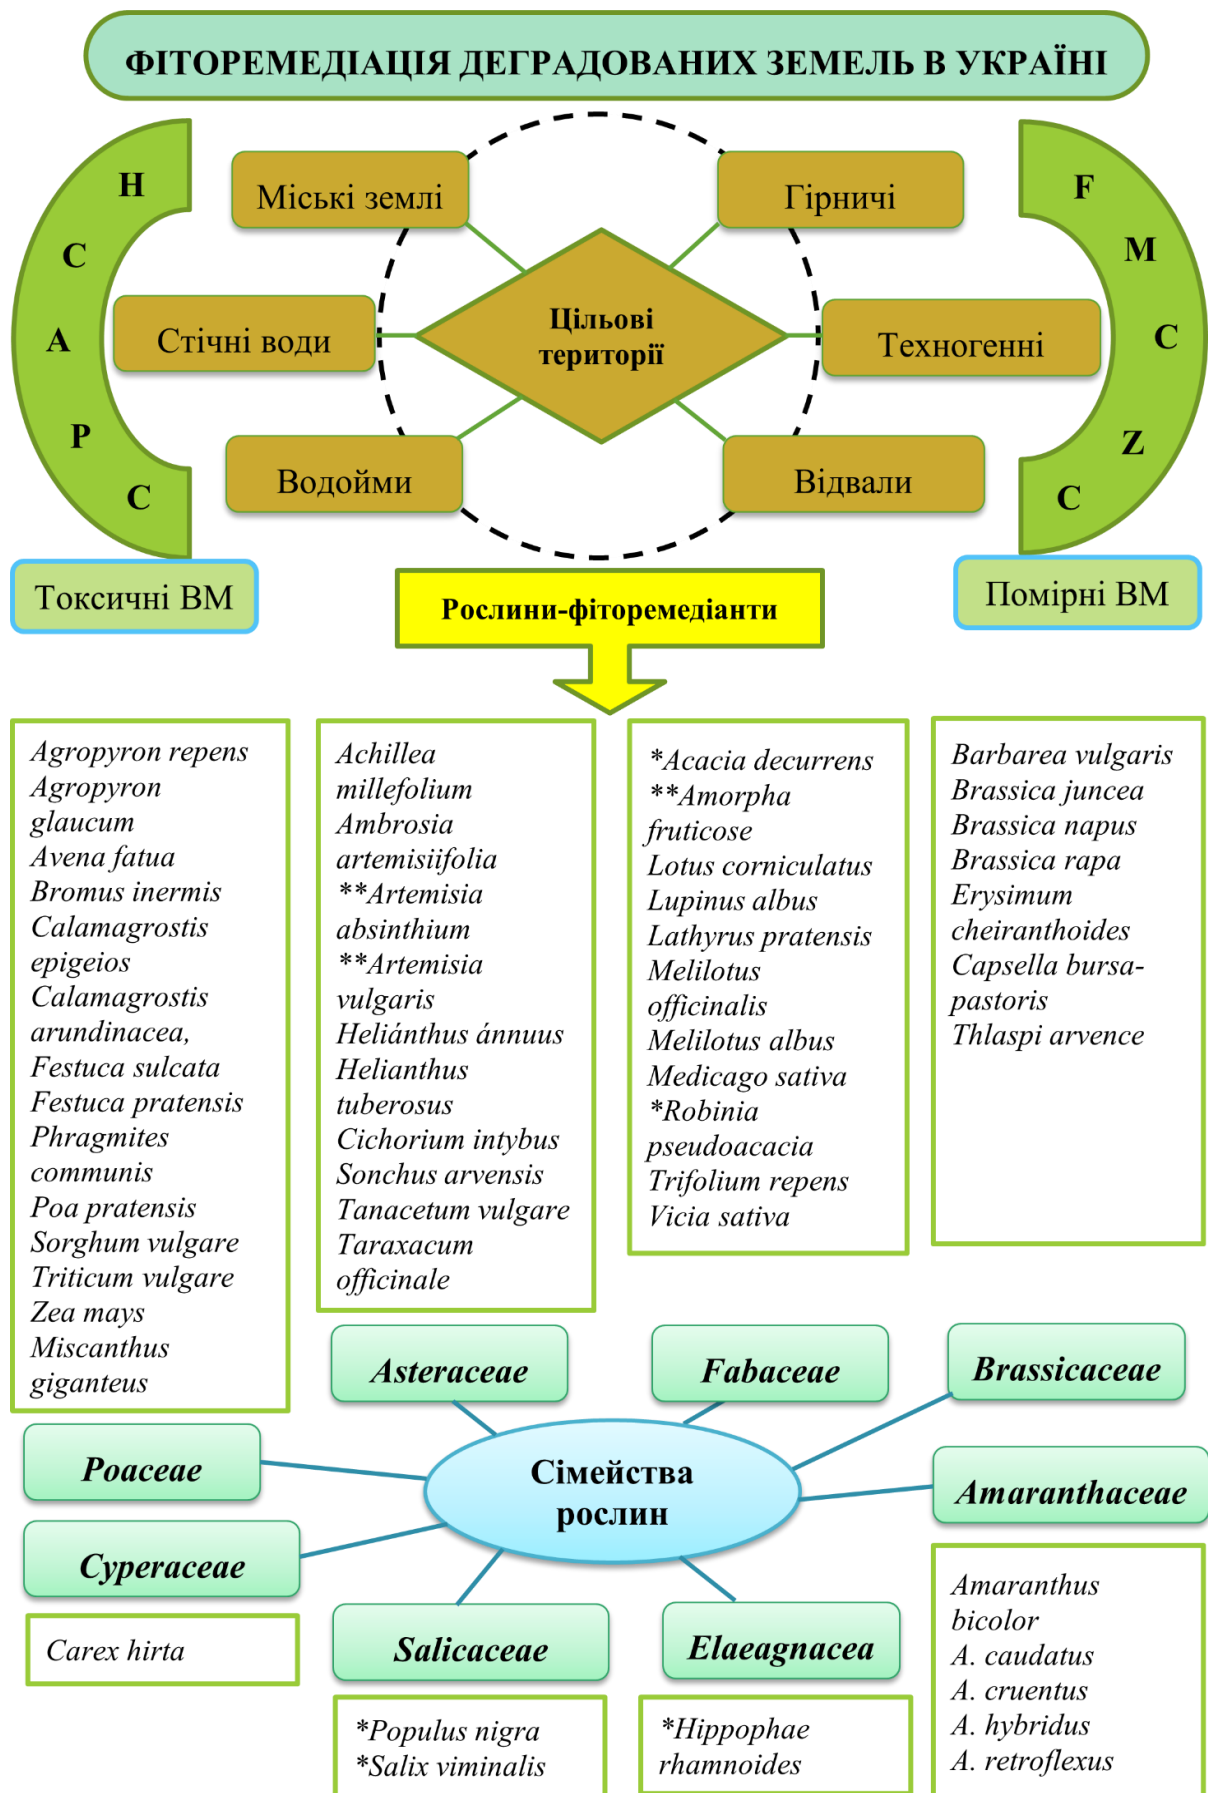 ФІТОРЕМЕДІАЦІЯ ДЕГРАДОВАНИХ ЗЕМЕЛЬ В УКРАЇНІ
H
C
A
P
C
Токсичні ВМ
Міські землі
Стічні води
Водойми
Цільові
території
Гірничі
Техногенні
Відвали
F
M
C
Z
C
Помірні ВМ
Рослини-фіторемедіанти
Agropyron repens
Agropyron
glaucum
Avena fatua
Bromus inermis
Calamagrostis
epigeios
Calamagrostis
arundinacea,
Festuca sulcata
Festuca pratensis
Phragmites
communis
Poa pratensis
Sorghum vulgare
Triticum vulgare
Zea mays
Miscanthus
giganteus
Achillea
millefolium
Ambrosia
artemisiifolia
**Artemisia
absinthium
**Artemisia
vulgaris
Heliánthus ánnuus
Helianthus
tuberosus
Cichorium intybus
Sonchus arvensis
Tanacetum vulgare
Taraxacum
officinale
*Acacia decurrens
**Amorpha
fruticose
Lotus corniculatus
Lupinus albus
Lathyrus pratensis
Melilotus
officinalis
Melilotus albus
Medicago sativa
*Robinia
pseudoacacia
Trifolium repens
Vicia sativa
Barbarea vulgaris
Brassica juncea
Brassica napus
Brassica rapa
Erysimum
cheiranthoides
Capsella bursa-
pastoris
Thlaspi arvence
Asteraceae
Fabaceae
Brassicaceae
Poaceae
Сімейства
рослин
Amaranthaceae
Cyperaceae
Salicaceae
Elaeagnacea
Carex hirta
*Populus nigra
*Salix viminalis
*Hippophae
rhamnoides
Amaranthus
bicolor
A. caudatus
A. cruentus
A. hybridus
A. retroflexus